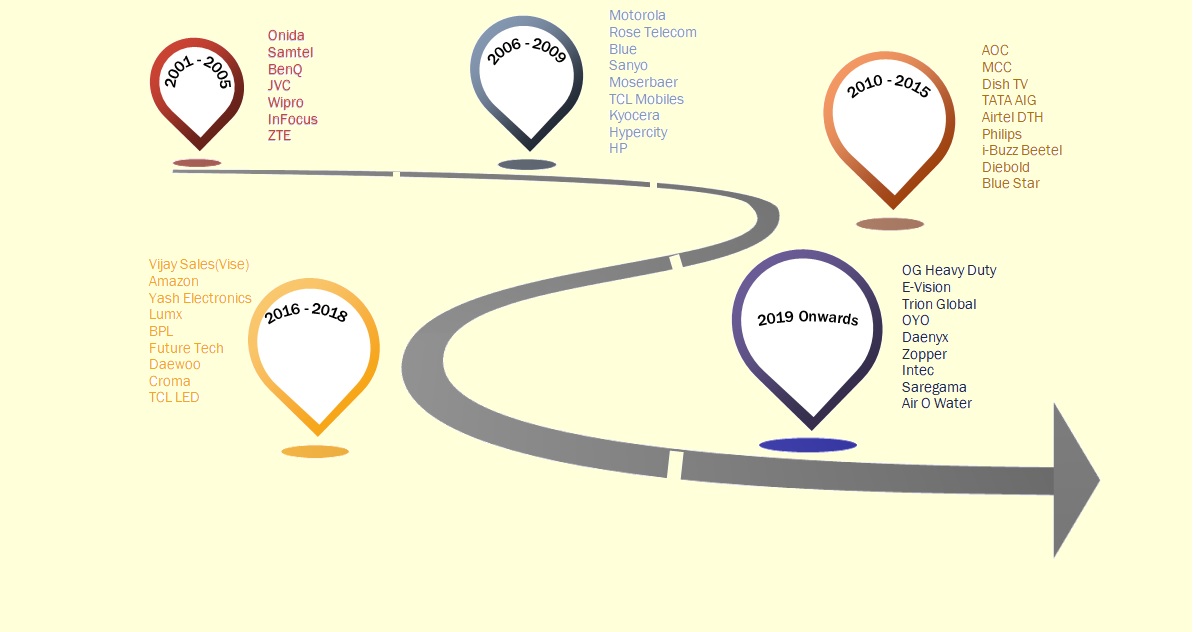 2001 - 2005
Onida
Samtel
BenQ
JVC
Wipro
InFocus
ZTE
2006 - 2009
Motorola
Rose Telecom
Blue
Sanyo
Moserbaer
TCL Mobiles
Kyocera
Hypercity
HP
2010 - 2015
AOC
MCC
Dish TV
TATA AIG
Airtel DTH
Philips
i-Buzz Beetel
Diebold
Blue Star
Vijay Sales(Vise)
Amazon
Yash Electronics
Lumx
BPL
Future Tech
Daewoo
Croma
TCL LED
2016 - 2018
2019 Onwards
OG Heavy Duty
E-Vision
Trion Global
OYO
Daenyx
Zopper
Intec
Saregama
Air O Water